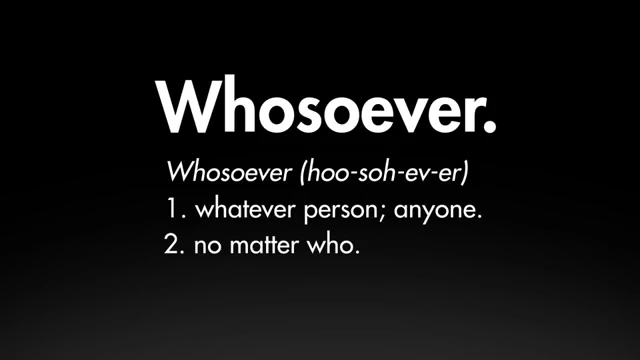 Whosoever.
Whosoever (hoo-soh-ev-er)
1. whatever person; anyone.
2. no matter who.